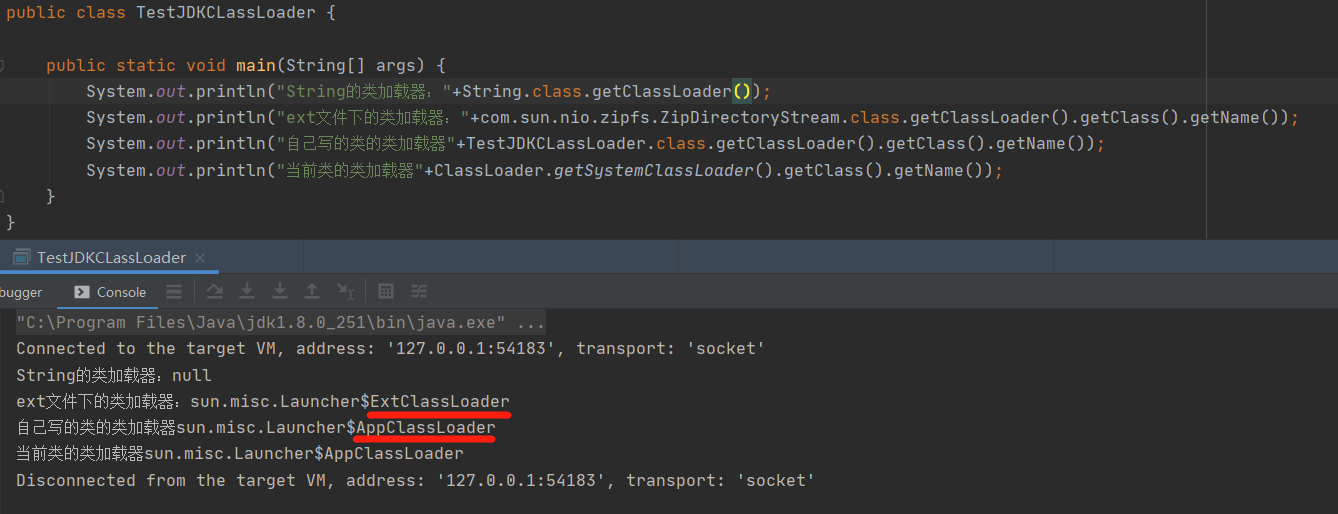 public class TestJDKCLassLoader {
public static void main(String[] args) {
System.out.println("String的类加载器："+String.class.getClassLoader());
System.out.println("ext文件下的类加载器："+com.sun.nio.zipfs.ZipDirectoryStream.class.getClassLoader().getClass().getName());
System.out.println("自己写的类的类加载器"+TestJDKCLassLoader.class.getClassLoader().getClass().getName());
System.out.println("当前类的类加载器"+ClassLoader.getSystemClassLoader().getClass().getName());
}
}
TestJDKCLassLoader ×
bugger Console
"C:\Program Files\Java\jdk1.8.0_251\bin\java.exe" ...
Connected to the target VM, address: '127.0.0.1:54183', transport: 'socket'
String的类加载器：null
ext文件下的类加载器：sun.misc.Launcher$ExtClassLoader
自己写的类的类加载器sun.misc.Launcher$AppClassLoader
当前类的类加载器sun.misc.Launcher$AppClassLoader
Disconnected from the target VM, address: '127.0.0.1:54183', transport: 'socket'